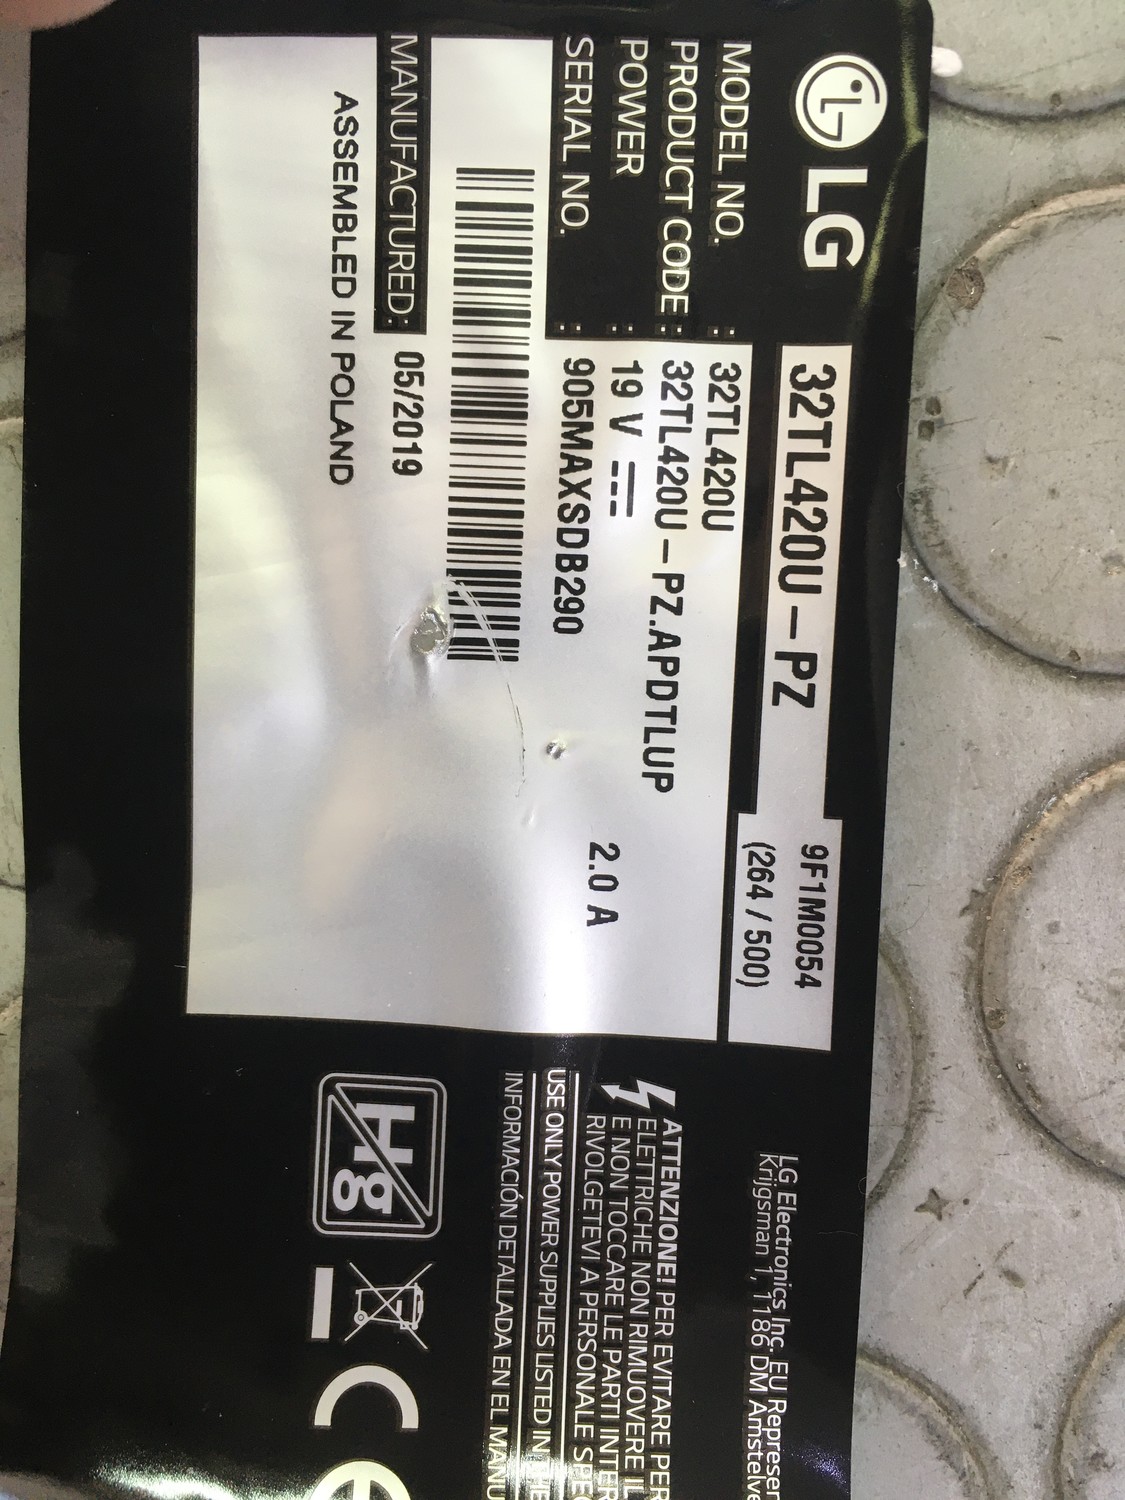 LG
32TL420U-PZ
9F1M0054
(264 / 500)
MODEL NO. : 32TL420U
PRODUCT CODE : 32TL420U-PZ.APDTLUP
POWER : 19 V 2.0 A
SERIAL NO. : 905MAXSDB290
MANUFACTURED: 05/2019
ASSEMBLED IN POLAND
LG Electronics Inc. EU Represen
Krijgsman 1, 1186 DM Amstelve
ATTENZIONE! PER EVITARE PER
ELETTRICHE NON RIMUOVERE IL
E NON TOCCARE LE PARTI INTER
RIVOLGETEVI A PERSONALE SPEC
USE ONLY POWER SUPPLIES LISTED IN THE
INFORMACIÓN DETALLADA EN EL MANU
Hg
CE